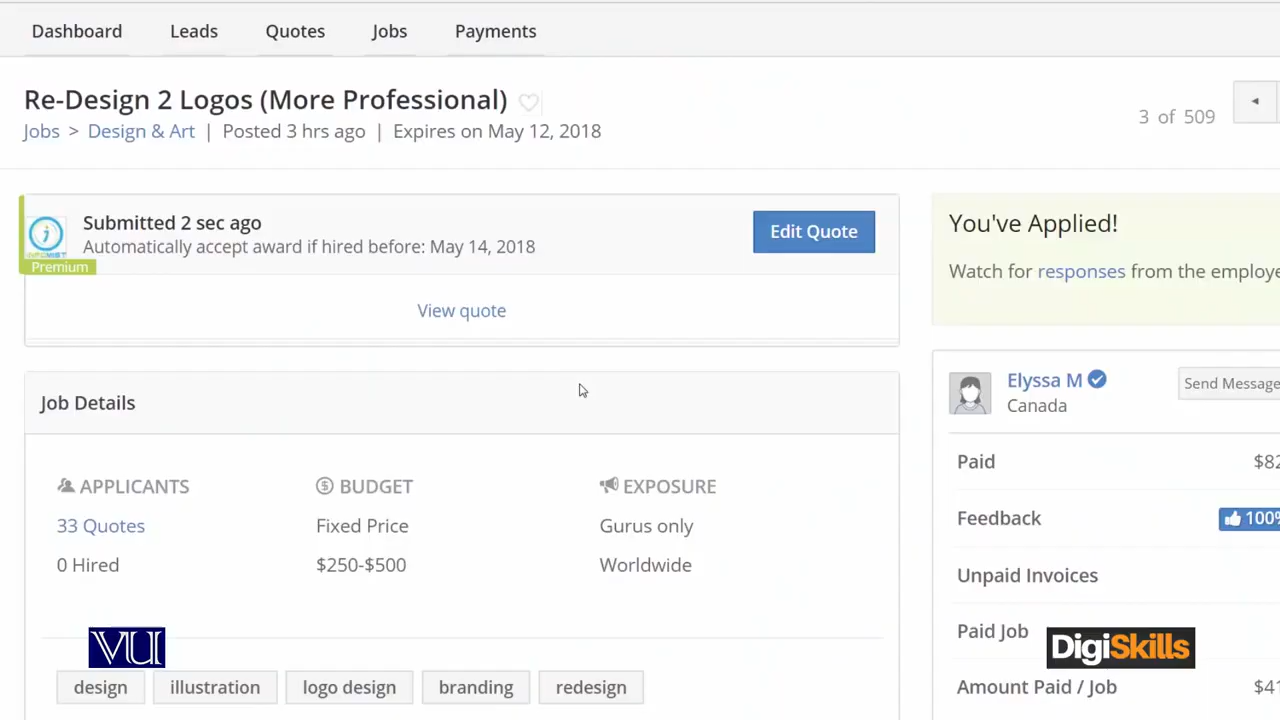 Dashboard Leads Quotes Jobs Payments
Re-Design 2 Logos (More Professional)
Jobs > Design & Art | Posted 3 hrs ago | Expires on May 12, 2018
3 of 509
Submitted 2 sec ago
Automatically accept award if hired before: May 14, 2018
Premium
Edit Quote
View quote
You've Applied!
Watch for responses from the employe
Job Details
APPLICANTS BUDGET EXPOSURE
33 Quotes Fixed Price Gurus only
0 Hired $250-$500 Worldwide
design illustration logo design branding redesign
Elyssa M
Canada
Send Message
Paid $82
Feedback 100%
Unpaid Invoices
Paid Job
Amount Paid / Job $41
VU
DigiSkills